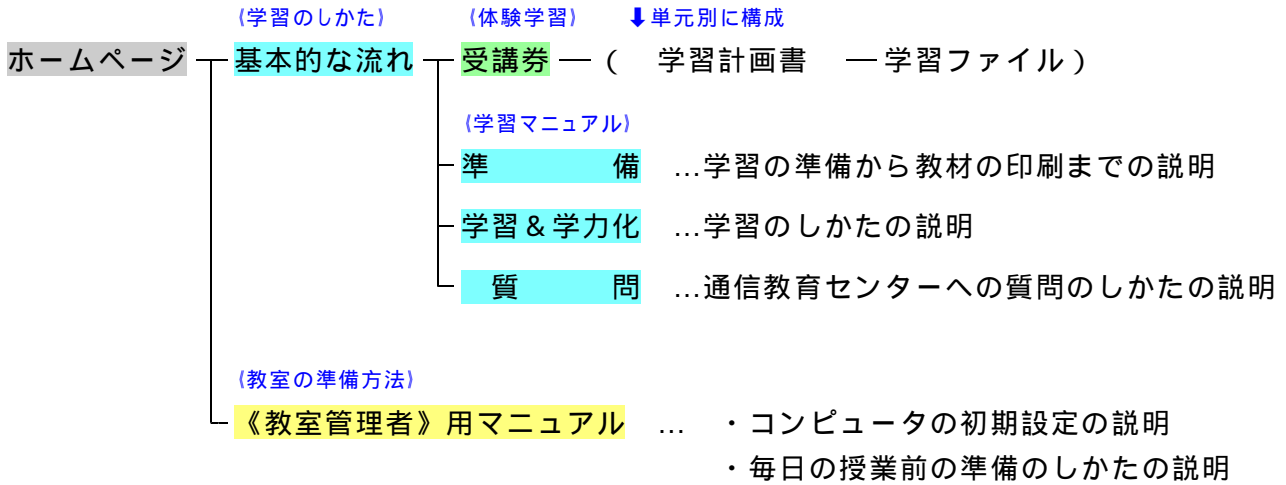 《学習のしかた》 《体験学習》 ⬇単元別に構成
ホームページ 基本的な流れ 受講券 ( 学習計画書 学習ファイル )
《学習マニュアル》
準 備 …学習の準備から教材の印刷までの説明
学習&学力化 …学習のしかたの説明
質 問 …通信教育センターへの質問のしかたの説明
《教室の準備方法》
《教室管理者》用マニュアル … ・コンピュータの初期設定の説明
・毎日の授業前の準備のしかたの説明